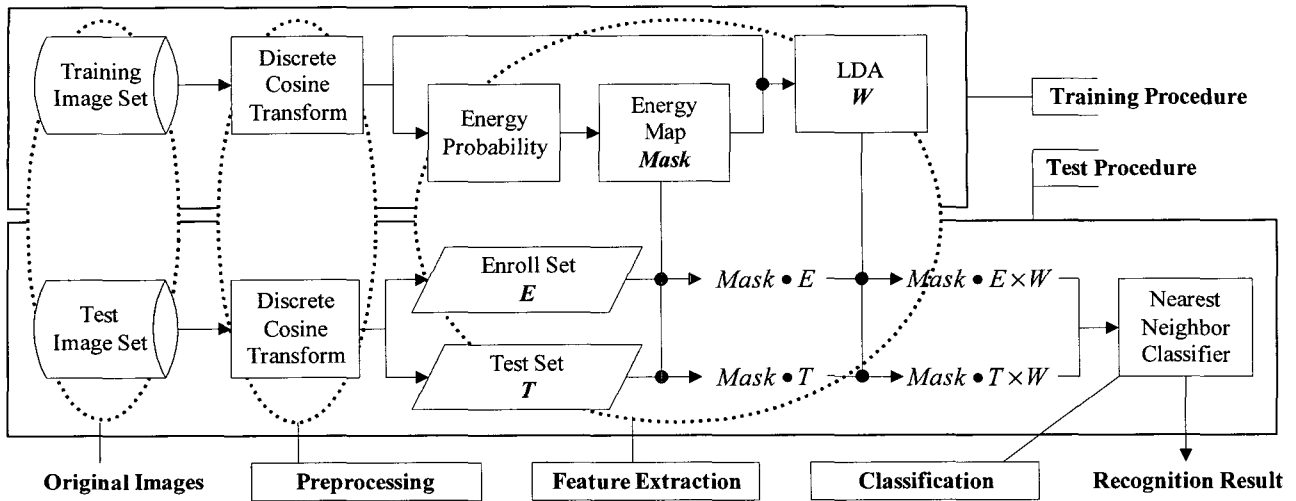 Training
Image Set
Discrete
Cosine
Transform
Energy
Probability
Energy
Map
Mask
LDA
W
Training Procedure
Test Procedure
Test
Image Set
Discrete
Cosine
Transform
Enroll Set
E
Test Set
T
Mask • E
Mask • E × W
Mask • T
Mask • T × W
Nearest
Neighbor
Classifier
Original Images
Preprocessing
Feature Extraction
Classification
Recognition Result